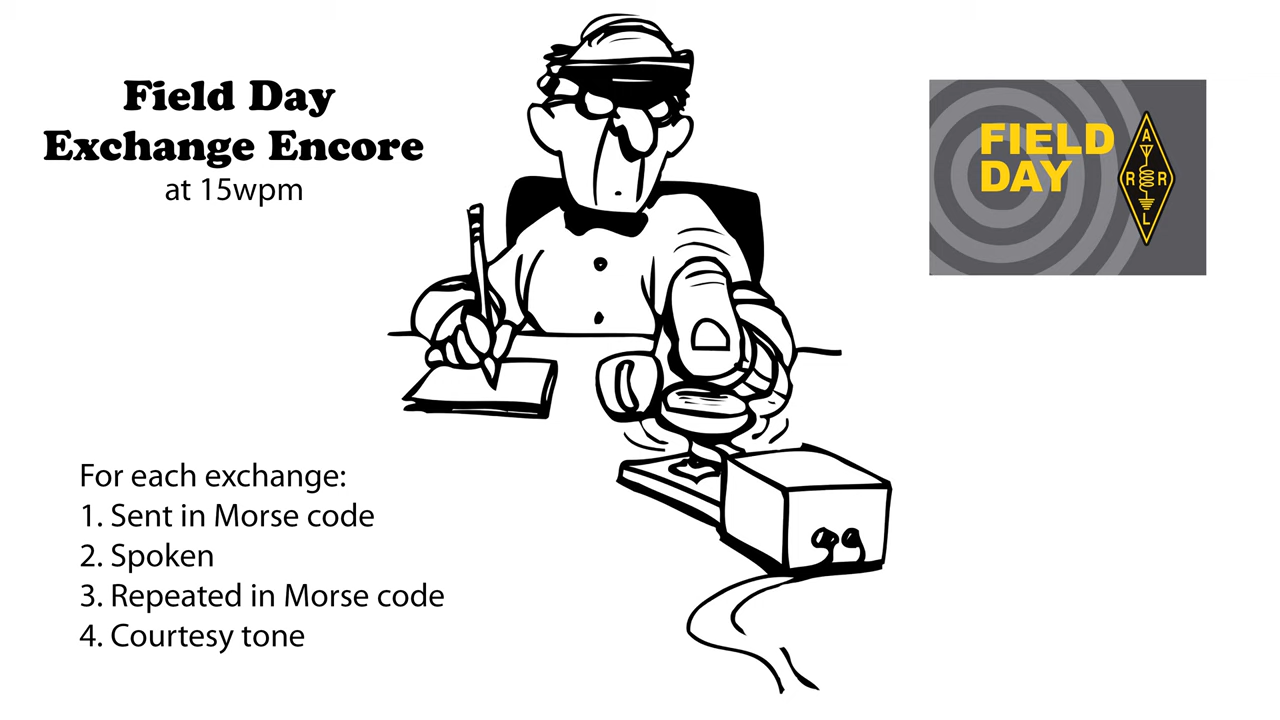 Field Day
Exchange Encore
at 15wpm
FIELD
DAY
A
R R
L
For each exchange:
1. Sent in Morse code
2. Spoken
3. Repeated in Morse code
4. Courtesy tone